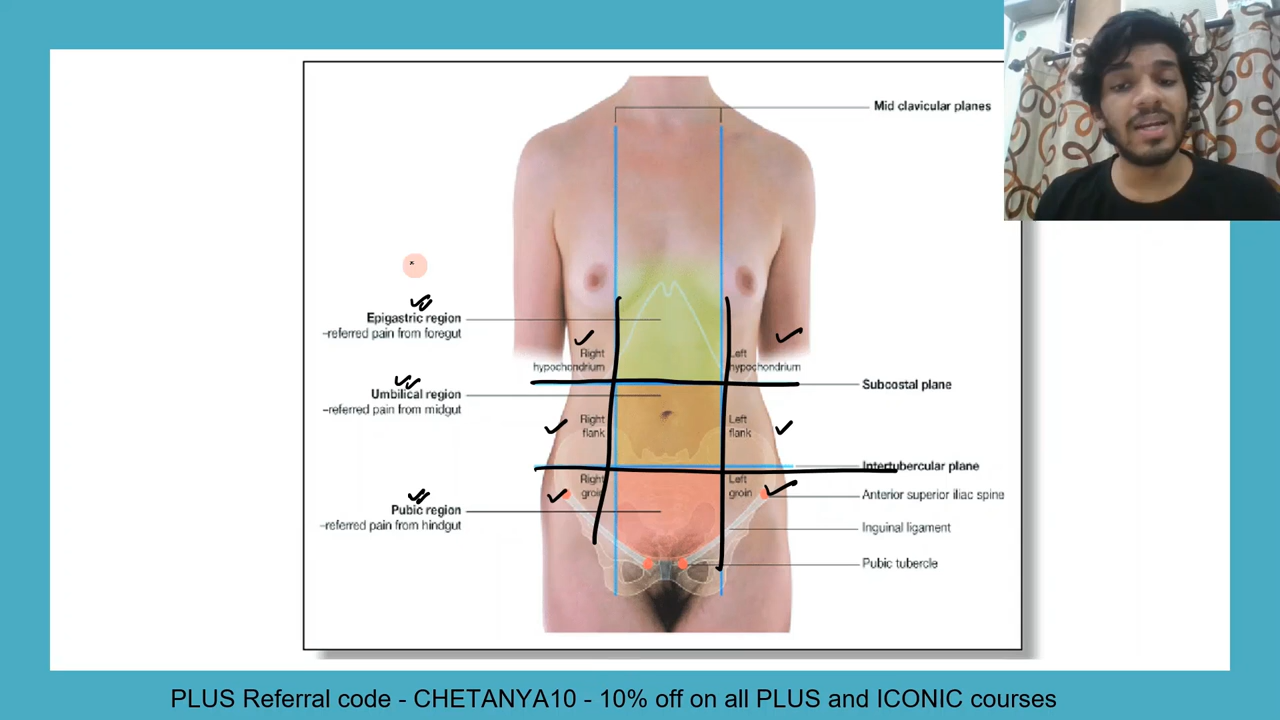 Mid clavicular planes
Epigastric region
-referred pain from foregut
Right
hypochondrium
Left
hypochondrium
Subcostal plane
Umbilical region
-referred pain from midgut
Right
flank
Left
flank
Intertubercular plane
Right
groin
Left
groin
Anterior superior iliac spine
Pubic region
-referred pain from hindgut
Inguinal ligament
Pubic tubercle
PLUS Referral code - CHETANYA10 - 10% off on all PLUS and ICONIC courses